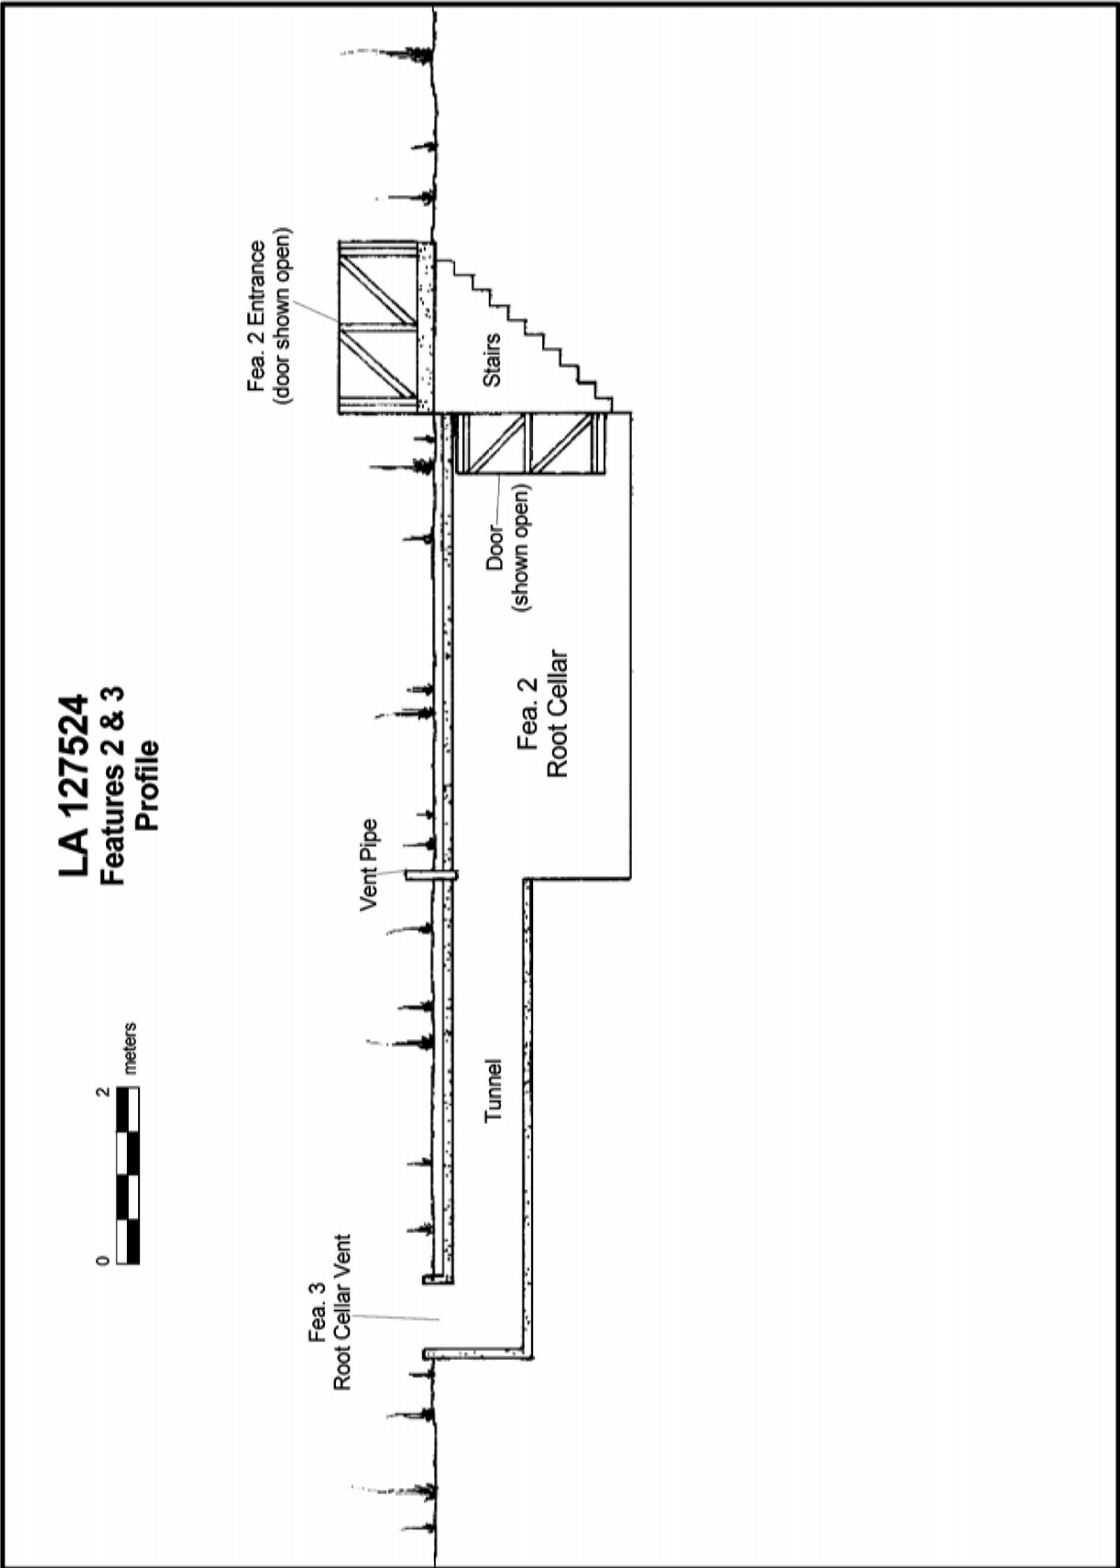 LA 127524
Features 2 & 3
Profile
0
2
meters
Fea. 3
Root Cellar Vent
Vent Pipe
Fea. 2 Entrance
(door shown open)
Tunnel
Fea. 2
Root Cellar
Door
(shown open)
Stairs